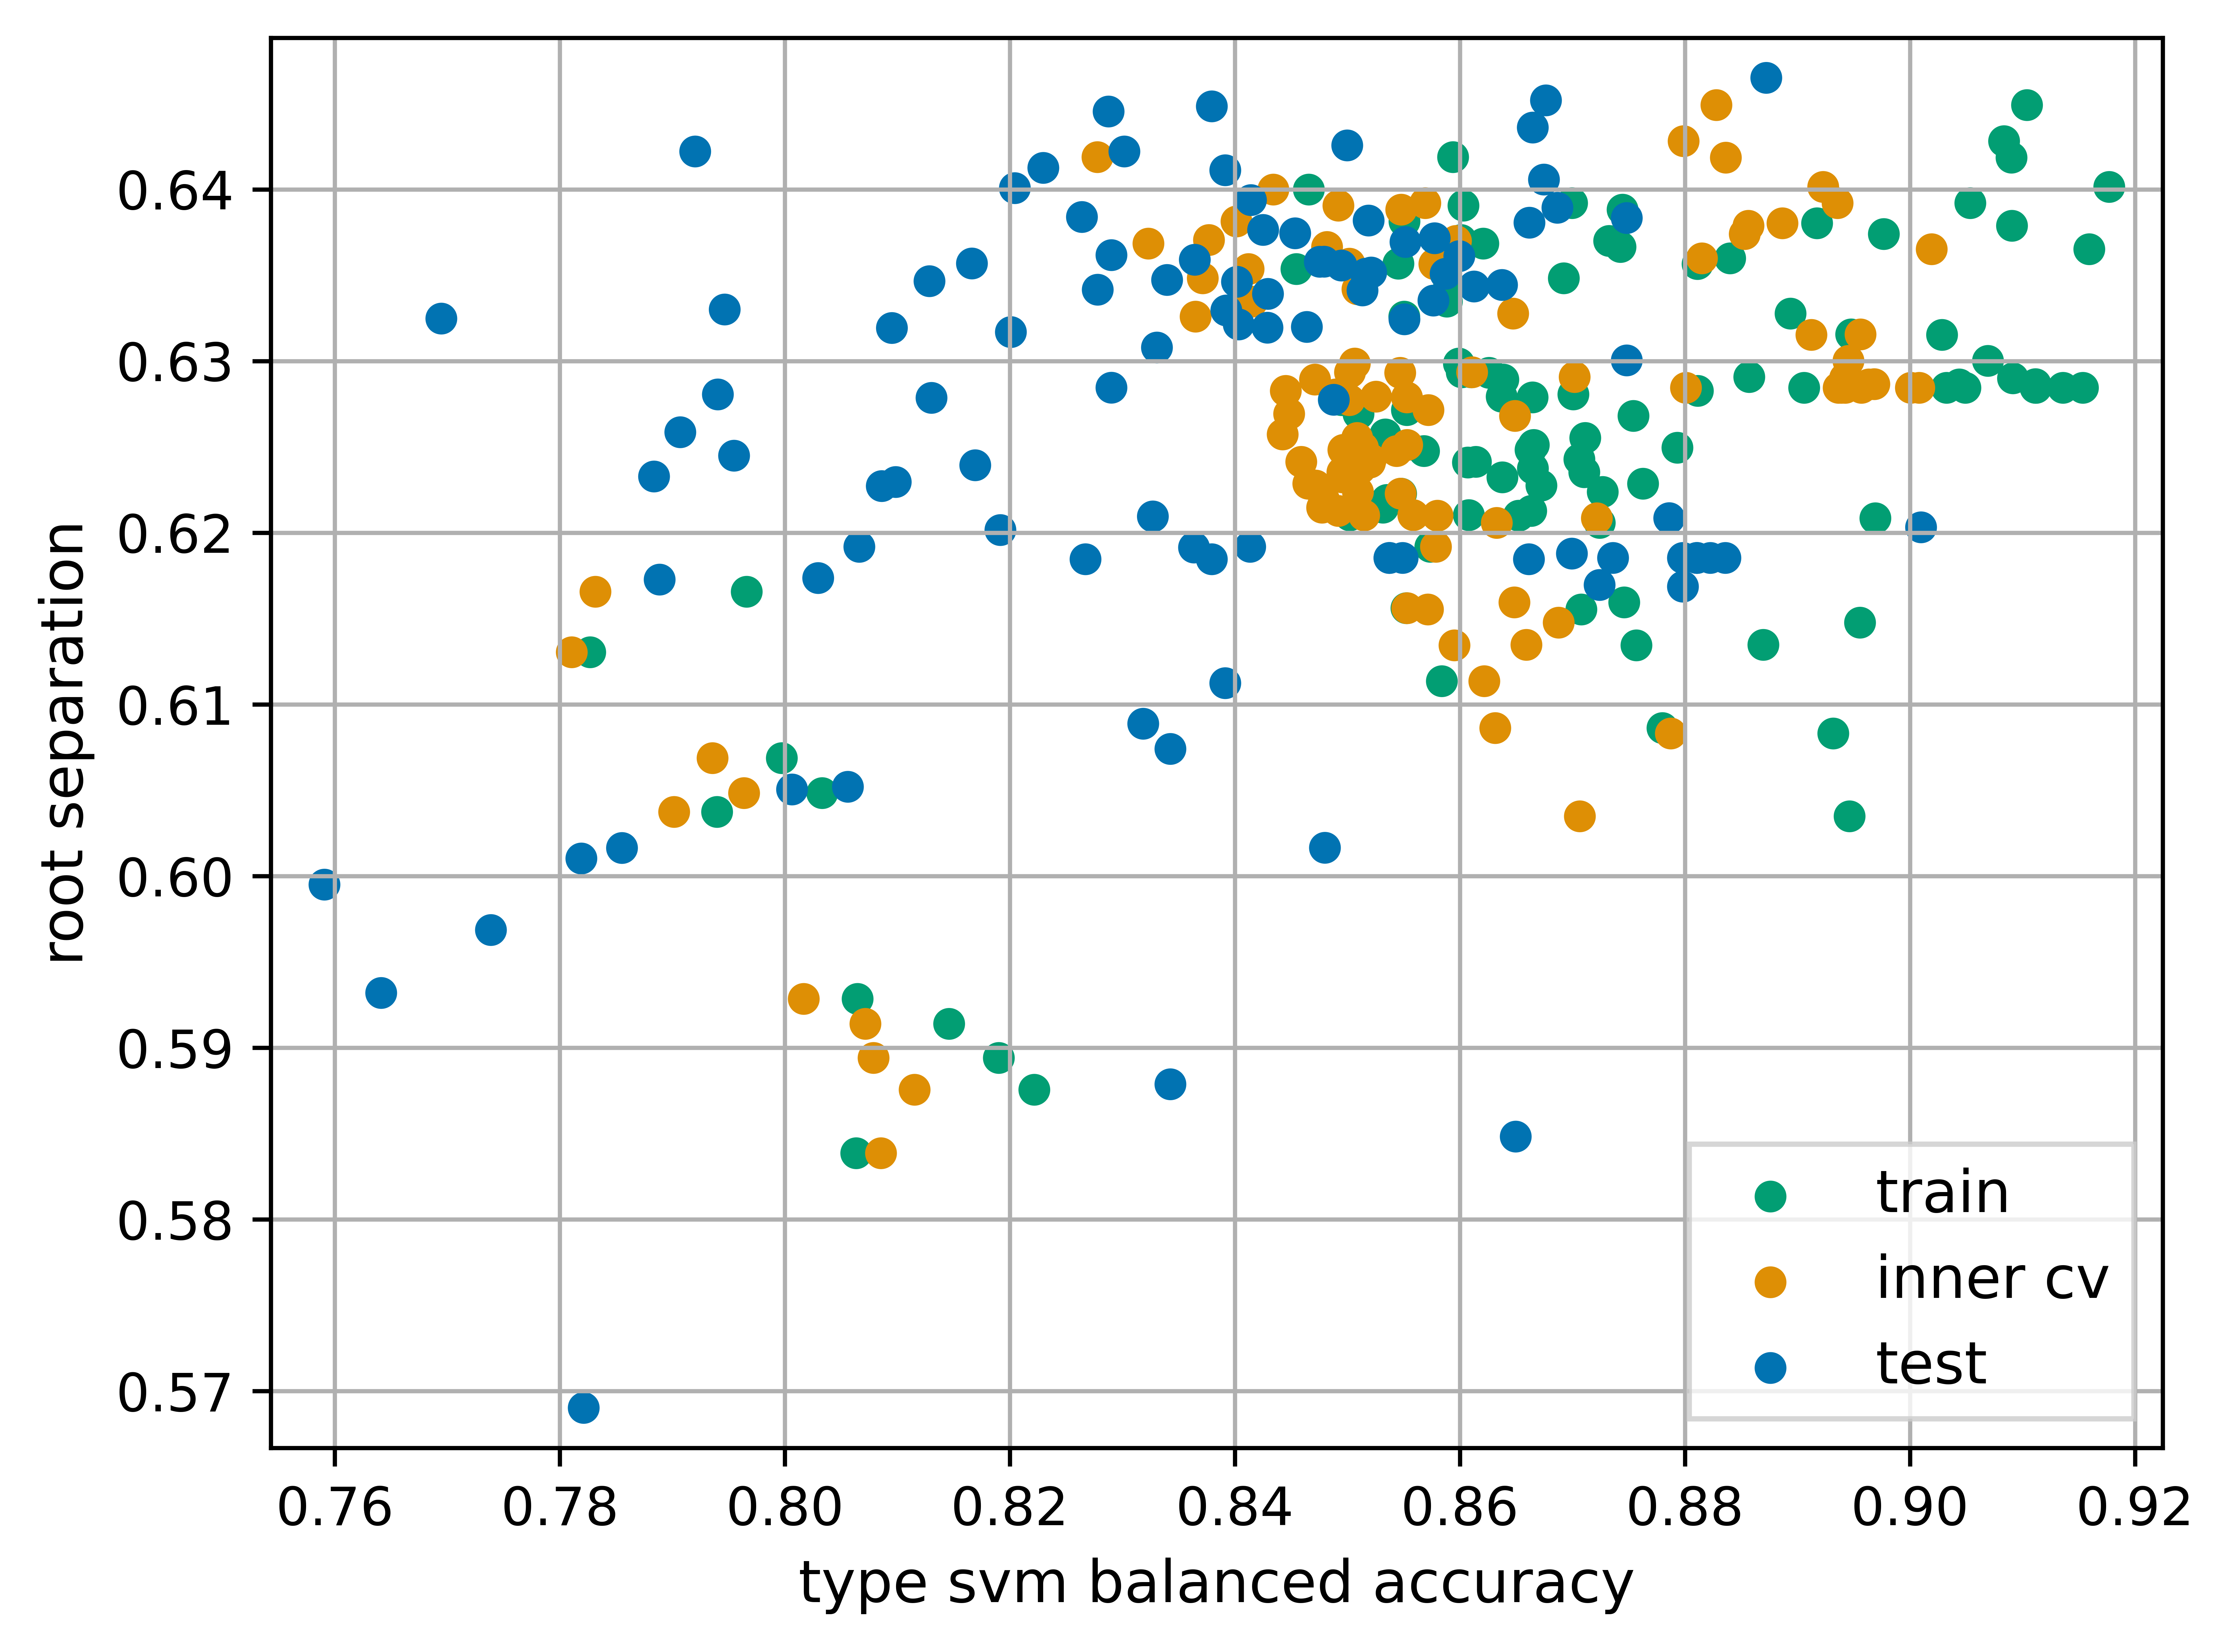 0.64
0.63
0.62
0.61
0.60
0.59
0.58
0.57
root separation
0.76 0.78 0.80 0.82 0.84 0.86 0.88 0.90 0.92
type svm balanced accuracy
train
inner cv
test